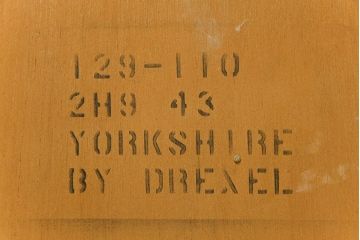 129-110
2H9 43
YORKSHIRE
BY DREXEL